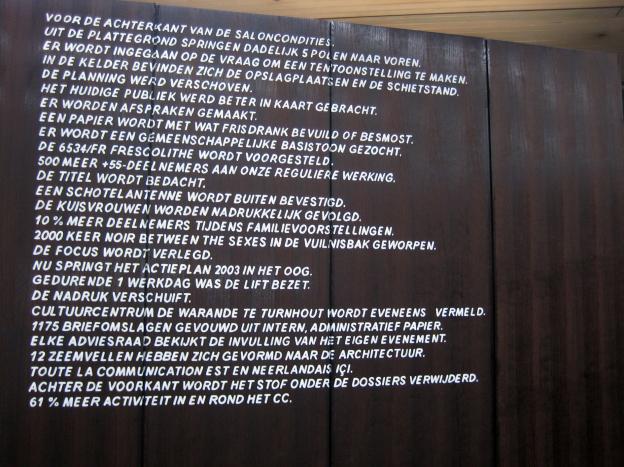 VOOR DE ACHTERKANT VAN DE SALONCONDITIES.
UIT DE PLATTEGROND SPRINGEN DADELIJK 5 POLEN NAAR VOREN.
ER WORDT INGEGAAN OP DE VRAAG OM EEN TENTOONSTELLING TE MAKEN.
IN DE KELDER BEVINDEN ZICH DE OPSLAGPLAATSEN EN DE SCHIETSTAND.
DE PLANNING WERD VERSCHOVEN.
HET HUIDIGE PUBLIEK WERD BETER IN KAART GEBRACHT.
ER WORDEN AFSPRAKEN GEMAAKT.
EEN PAPIER WORDT MET WAT FRISDRANK BEVUILD OF BESMOST.
ER WORDT EEN GEMEENSCHAPPELIJKE BASISTOON GEZOCHT.
DE 6534/FR FRESCOLITHE WORDT VOORGESTELD.
500 MEER +55-DEELNEMERS AAN ONZE REGULIERE WERKING.
DE TITEL WORDT BEDACHT.
EEN SCHOTELANTENNE WORDT BUITEN BEVESTIGD.
DE KUISVROUWEN WORDEN NADRUKKELIJK GEVOLGD.
10 % MEER DEELNEMERS TIJDENS FAMILIEVOORSTELLINGEN.
2000 KEER NOIR BETWEEN THE SEXES IN DE VUILNISBAK GEWORPEN.
DE FOCUS WORDT VERLEGD.
NU SPRINGT HET ACTIEPLAN 2003 IN HET OOG.
GEDURENDE 1 WERKDAG WAS DE LIFT BEZET.
DE NADRUK VERSCHUIFT.
CULTUURCENTRUM DE WARANDE TE TURNHOUT WORDT EVENEENS VERMELD.
1175 BRIEFOMSLAGEN GEVOUWD UIT INTERN, ADMINISTRATIEF PAPIER.
ELKE ADVIESRAAD BEKIJKT DE INVULLING VAN HET EIGEN EVENEMENT.
12 ZEEMVELLEN HEBBEN ZICH GEVORMD NAAR DE ARCHITECTUUR.
TOUTE LA COMMUNICATION EST EN NEERLANDAIS IÇI.
ACHTER DE VOORKANT WORDT HET STOF ONDER DE DOSSIERS VERWIJDERD.
61 % MEER ACTIVITEIT IN EN ROND HET CC.